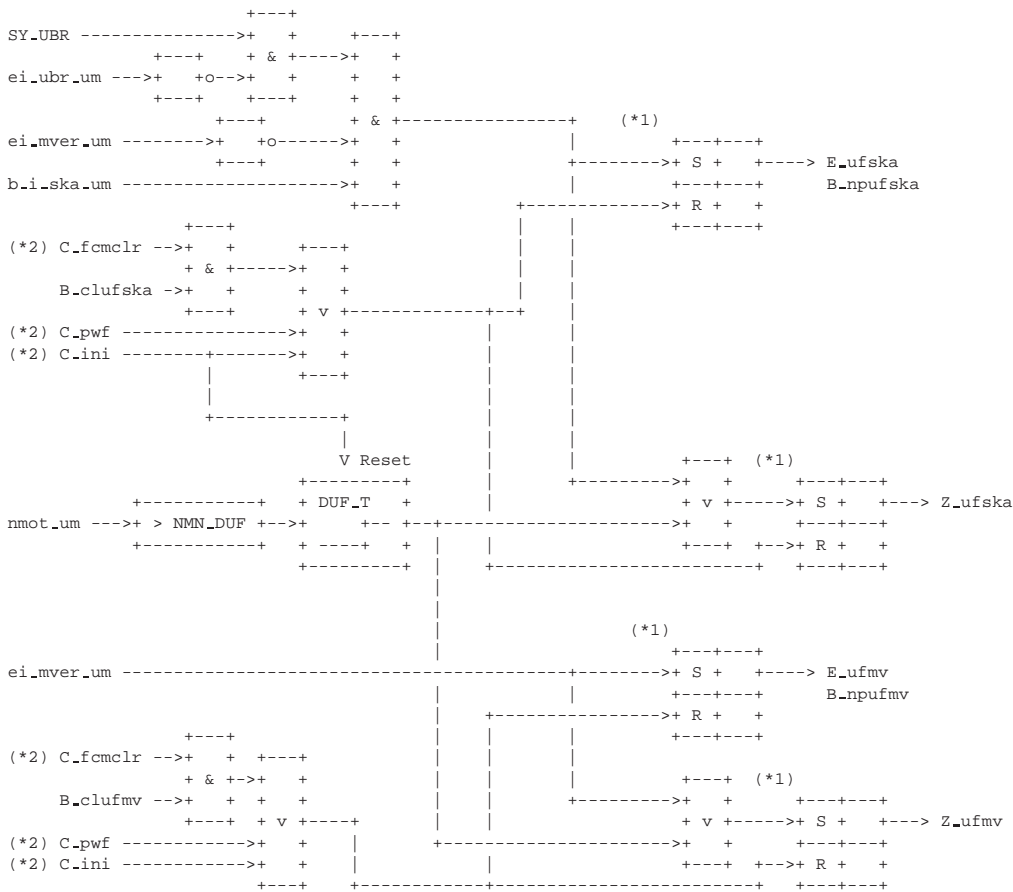 SY_UBR
&
ei_ubr_um
& (*1)
ei_mver_um
S E_ufska
b_i_ska_um B_npufska
R
(*2) C_fcmclr
&
B_clufska
v
(*2) C_pwf
(*2) C_ini
V Reset (*1)
DUF_T v S Z_ufska
nmot_um > NMN_DUF
R
(*1)
ei_mver_um S E_ufmv
B_npufmv
R
(*2) C_fcmclr
& (*1)
B_clufmv
v v S Z_ufmv
(*2) C_pwf
(*2) C_ini R